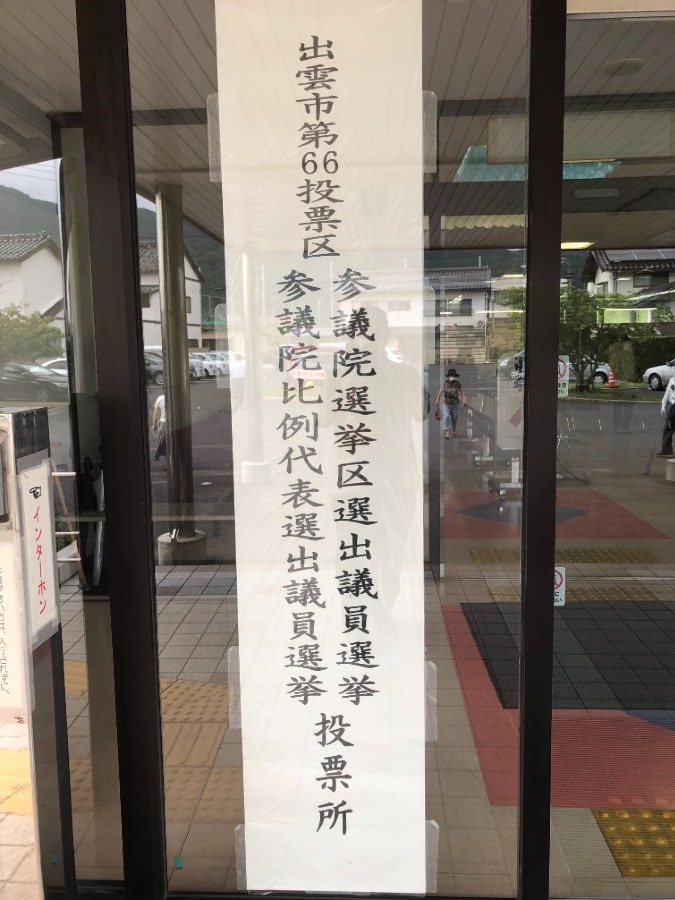 出雲市第66投票区
参議院選挙区選出議員選挙
参議院比例代表選出議員選挙
投票所
インターホン